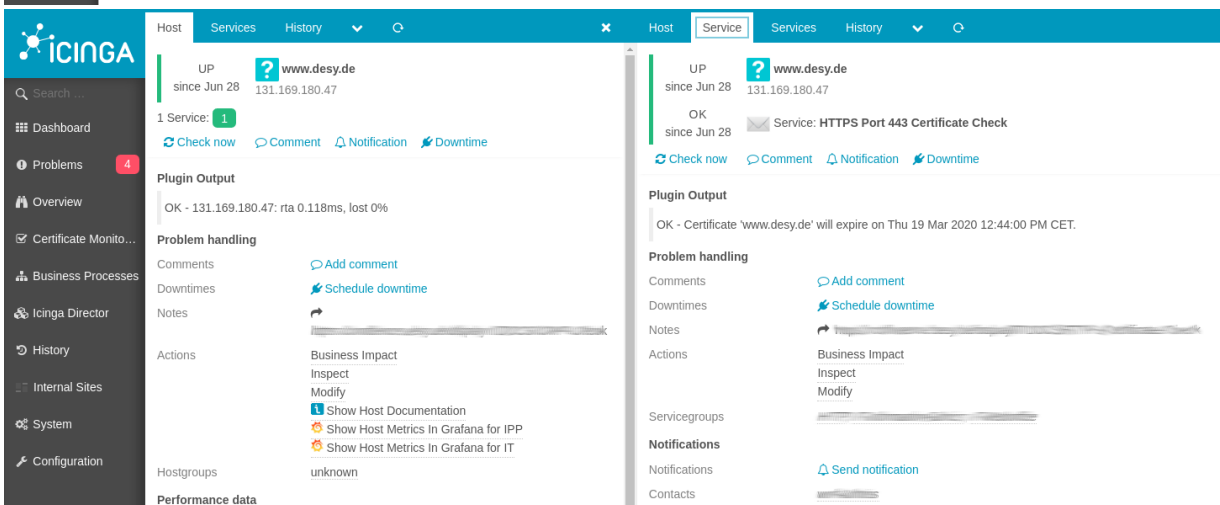 icinga
Search ...
Dashboard
Problems 4
Overview
Certificate Monito...
Business Processes
Icinga Director
History
Internal Sites
System
Configuration
Host Services History
UP
since Jun 28
www.desy.de
131.169.180.47
1 Service: 1
Check now Comment Notification Downtime
Plugin Output
OK - 131.169.180.47: rta 0.118ms, lost 0%
Problem handling
Comments Add comment
Downtimes Schedule downtime
Notes
Actions Business Impact
Inspect
Modify
Show Host Documentation
Show Host Metrics In Grafana for IPP
Show Host Metrics In Grafana for IT
Hostgroups unknown
Performance data
Host Service Services History
UP
since Jun 28
www.desy.de
131.169.180.47
OK
since Jun 28
Service: HTTPS Port 443 Certificate Check
Check now Comment Notification Downtime
Plugin Output
OK - Certificate 'www.desy.de' will expire on Thu 19 Mar 2020 12:44:00 PM CET.
Problem handling
Comments Add comment
Downtimes Schedule downtime
Notes
Actions Business Impact
Inspect
Modify
Servicegroups
Notifications
Notifications Send notification
Contacts